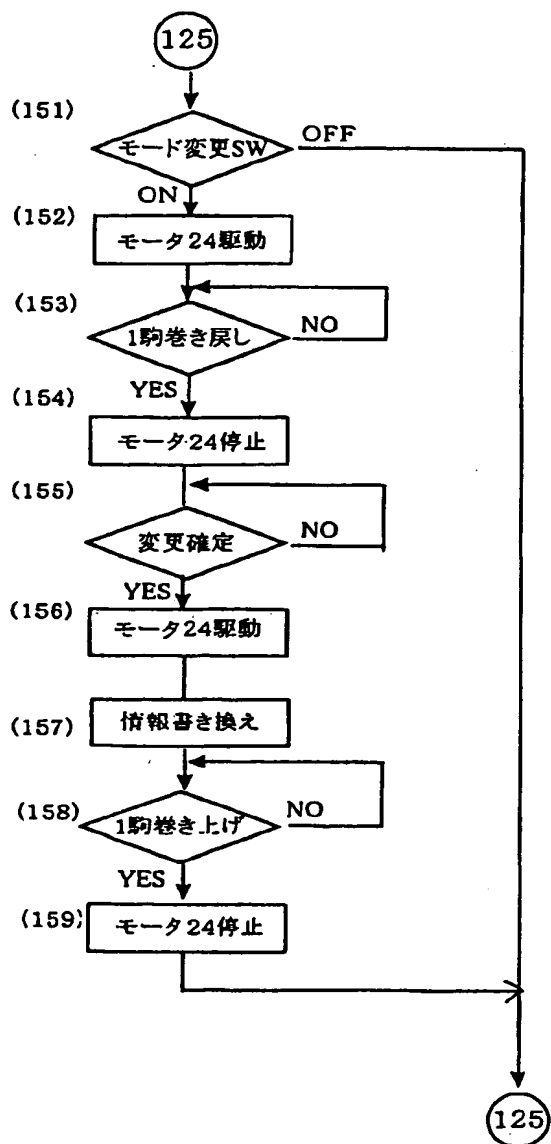 125
(151)
モード変更SW
OFF
ON
(152)
モータ24駆動
(153)
1駒巻き戻し
NO
YES
(154)
モータ24停止
(155)
変更確定
NO
YES
(156)
モータ24駆動
(157)
情報書き換え
(158)
1駒巻き上げ
NO
YES
(159)
モータ24停止
125